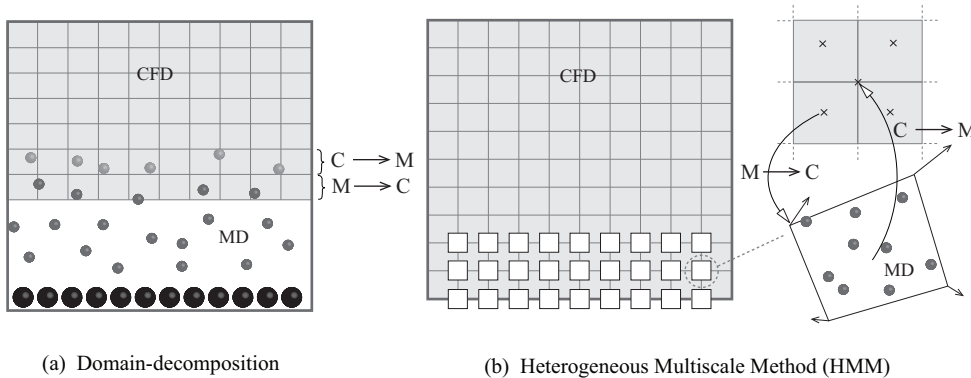 CFD
C → M
M → C
MD
(a) Domain-decomposition
CFD
C → M
M → C
MD
(b) Heterogeneous Multiscale Method (HMM)